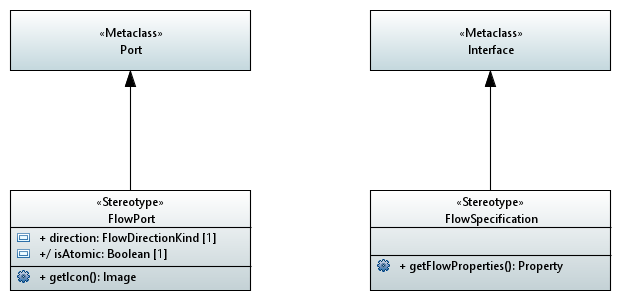 «Metaclass»
Port
«Metaclass»
Interface
«Stereotype»
FlowPort
+ direction: FlowDirectionKind [1]
+/ isAtomic: Boolean [1]
+ getIcon(): Image
«Stereotype»
FlowSpecification
+ getFlowProperties(): Property